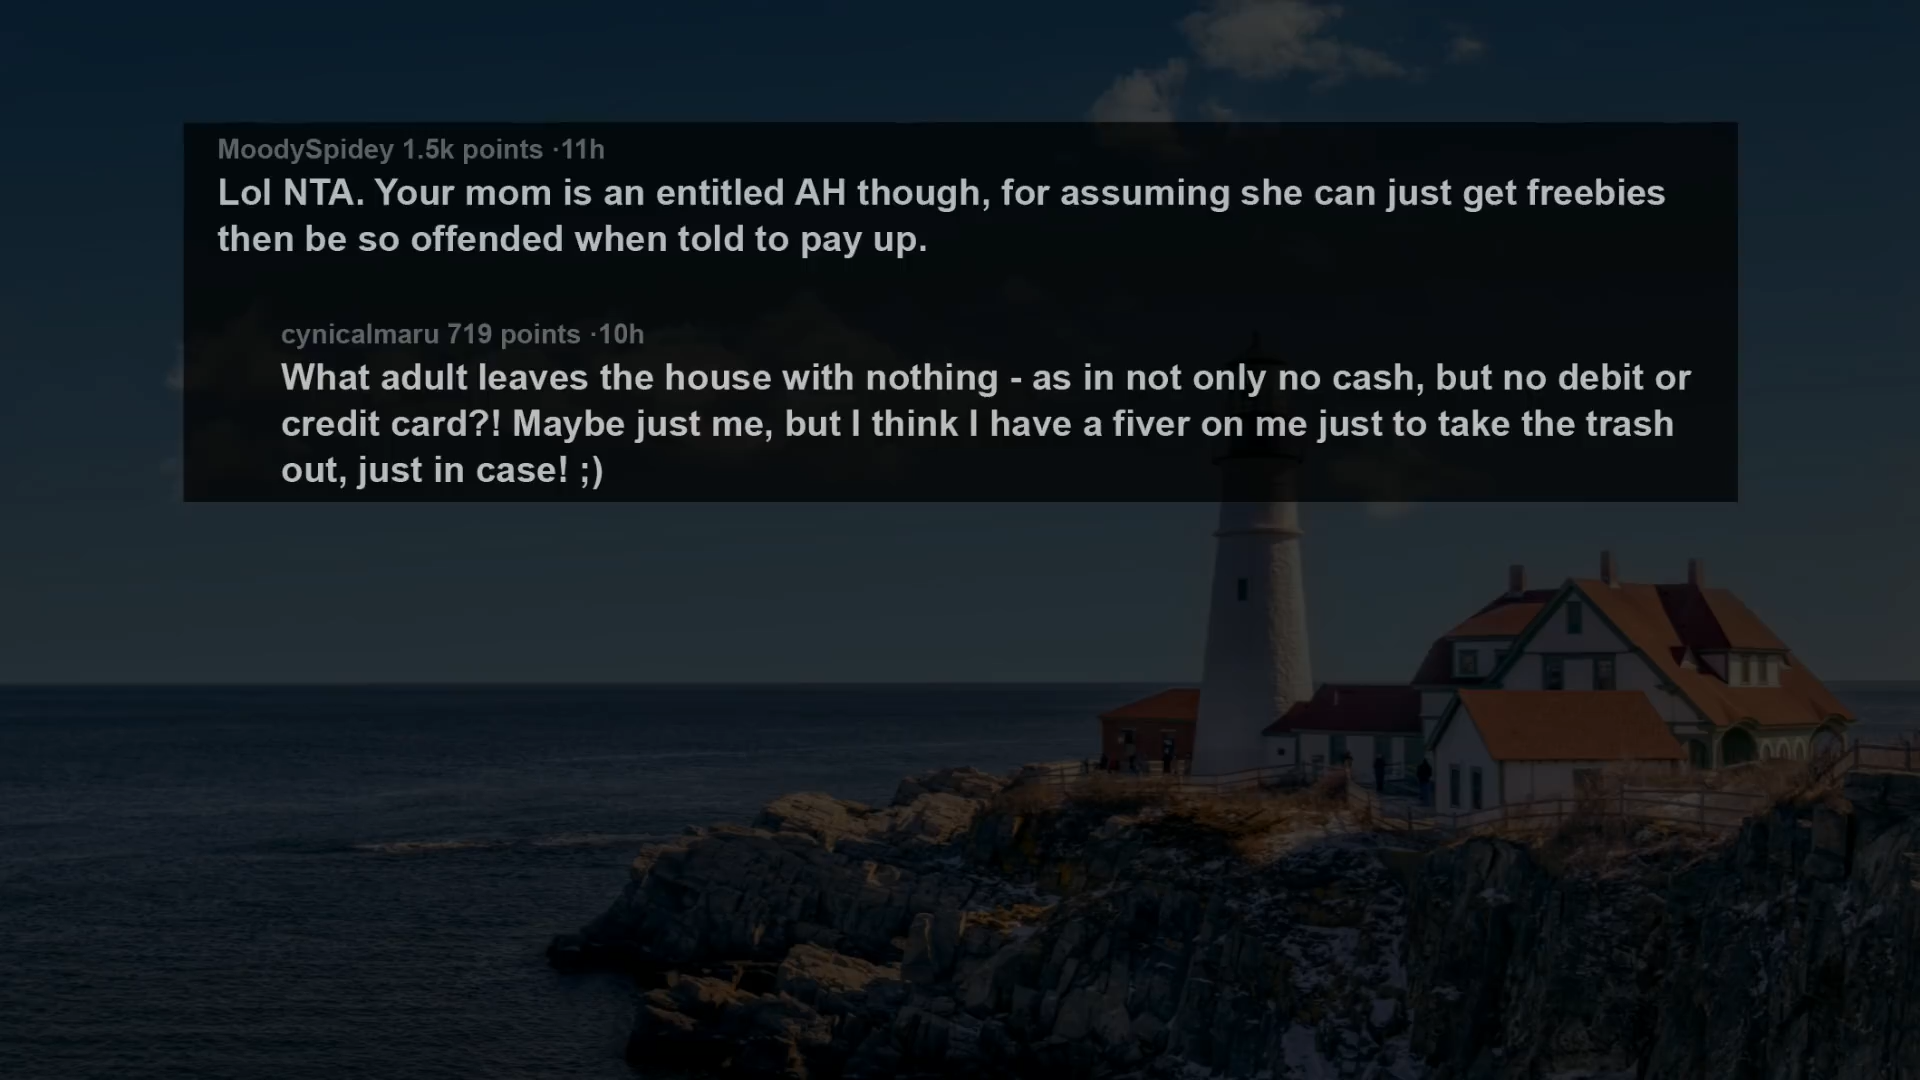 MoodySpidey 1.5k points ·11h
Lol NTA. Your mom is an entitled AH though, for assuming she can just get freebies
then be so offended when told to pay up.
cynicalmaru 719 points ·10h
What adult leaves the house with nothing - as in not only no cash, but no debit or
credit card?! Maybe just me, but I think I have a fiver on me just to take the trash
out, just in case! ;)